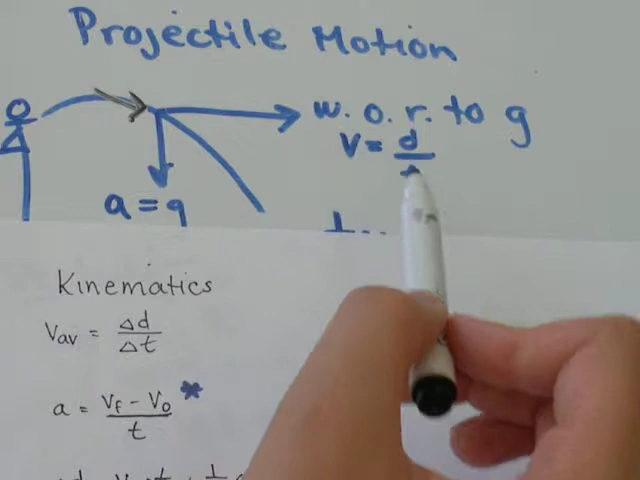 Projectile Motion
w. o. r. to g
V = d/t
a = g
⊥ ...
Kinematics
Vav = Δd/Δt
a = VF - VO/t *